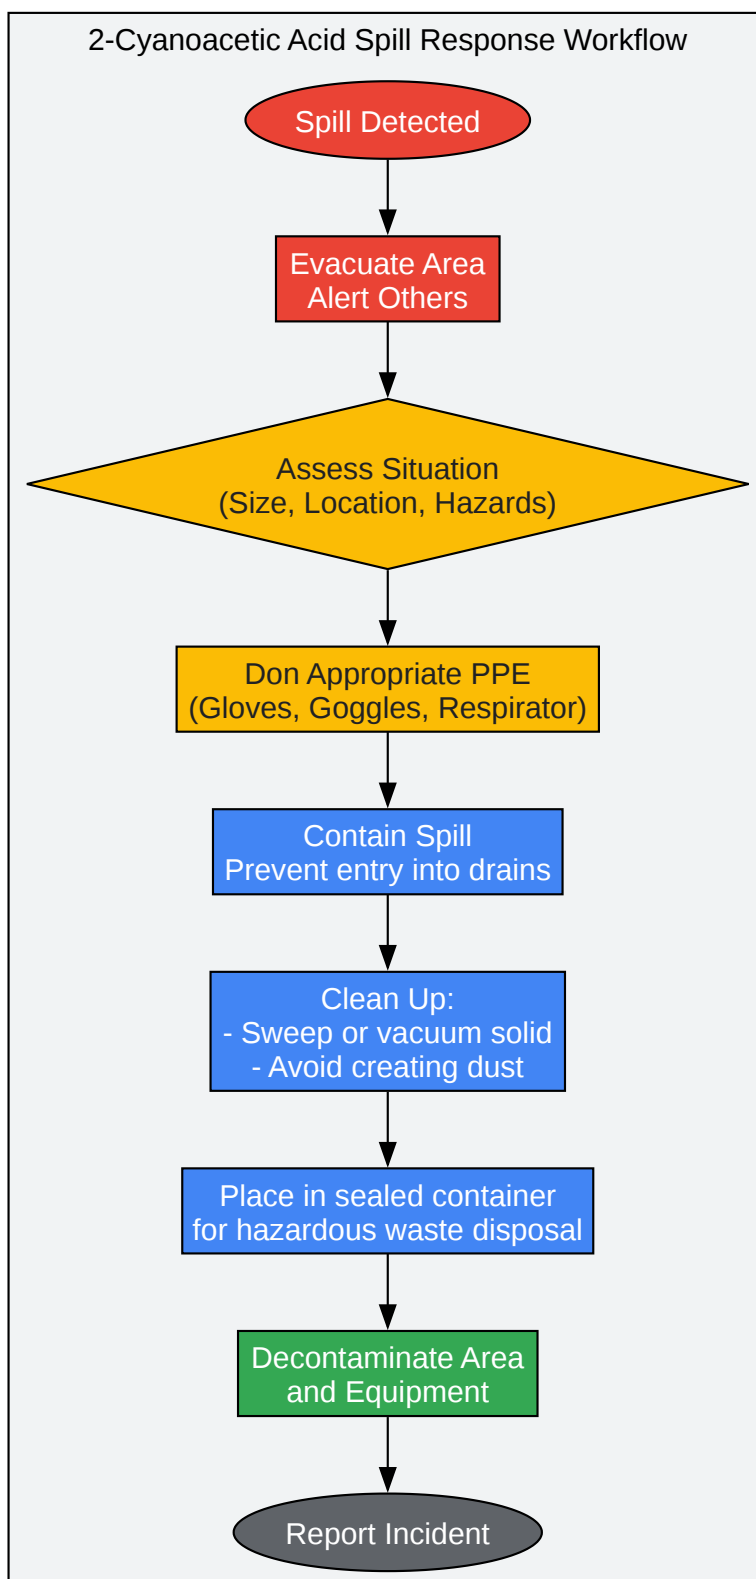 2-Cyanoacetic Acid Spill Response Workflow
Spill Detected
Evacuate Area
Alert Others
Assess Situation
(Size, Location, Hazards)
Don Appropriate PPE
(Gloves, Goggles, Respirator)
Contain Spill
Prevent entry into drains
Clean Up:
- Sweep or vacuum solid
- Avoid creating dust
Place in sealed container
for hazardous waste disposal
Decontaminate Area
and Equipment
Report Incident